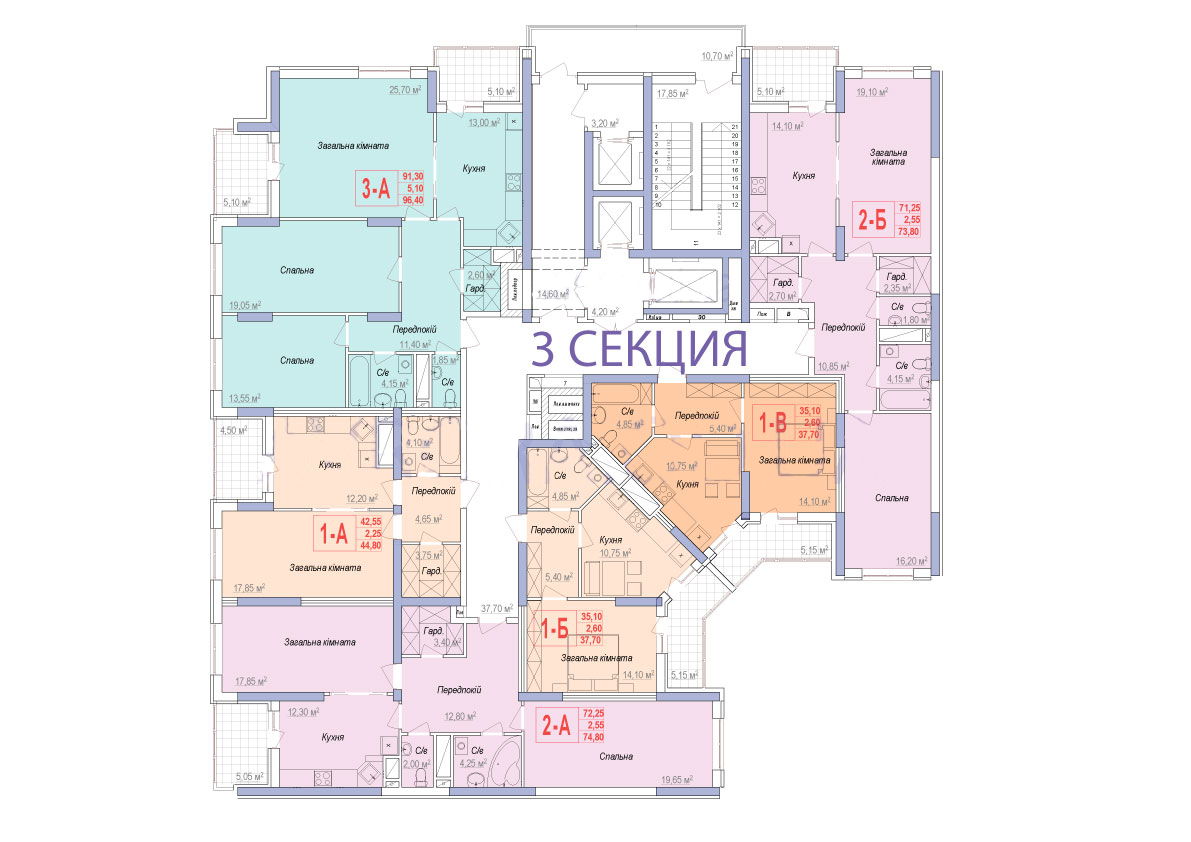 10,70 м²
25,70 м²
5,10 м²
17,85 м²
5,10 м²
19,10 м²
13,00 м²
х
3,20 м²
14,10 м²
1
2
3
4
5
6
7
8
9
10
21
20
19
18
17
16
15
14
13
12
11
Загальна кімната
Кухня
Загальна
кімната
Кухня
3-А
91,30
5,10
96,40
5,10 м²
2-Б
71,25
2,55
73,80
х
Спальна
19,05 м²
2,60 м²
Гард.
14,60 м²
4,20 м²
Гард.
2,70 м²
Гард.
2,35 м²
С/в
1,80 м²
Пож
В
ЭО
Передпокій
11,40 м²
3 СЕКЦИЯ
Передпокій
10,85 м²
Спальна
13,55 м²
1,85 м²
С/в
4,15 м²
С/в
С/в
4,15 м²
7
4,50 м²
4,10 м²
С/в
Кухня
12,20 м²
С/в
4,85 м²
Передпокій
5,40 м²
1-В
35,10
2,60
37,70
Загальна кімната
14,10 м²
10,75 м²
Кухня
х
Передпокій
4,65 м²
С/в
4,85 м²
Спальна
16,20 м²
1-А
42,55
2,25
44,80
Загальна кімната
17,85 м²
3,75 м²
Гард.
Передпокій
5,40 м²
Кухня
10,75 м²
х
5,15 м²
37,70 м²
Загальна кімната
17,85 м²
Гард.
3,40 м²
1-Б
35,10
2,60
37,70
Загальна кімната
14,10 м²
5,15 м²
Передпокій
12,80 м²
12,30 м²
Кухня
х
5,05 м²
С/в
2,00 м²
С/в
4,25 м²
2-А
72,25
2,55
74,80
Спальна
19,65 м²